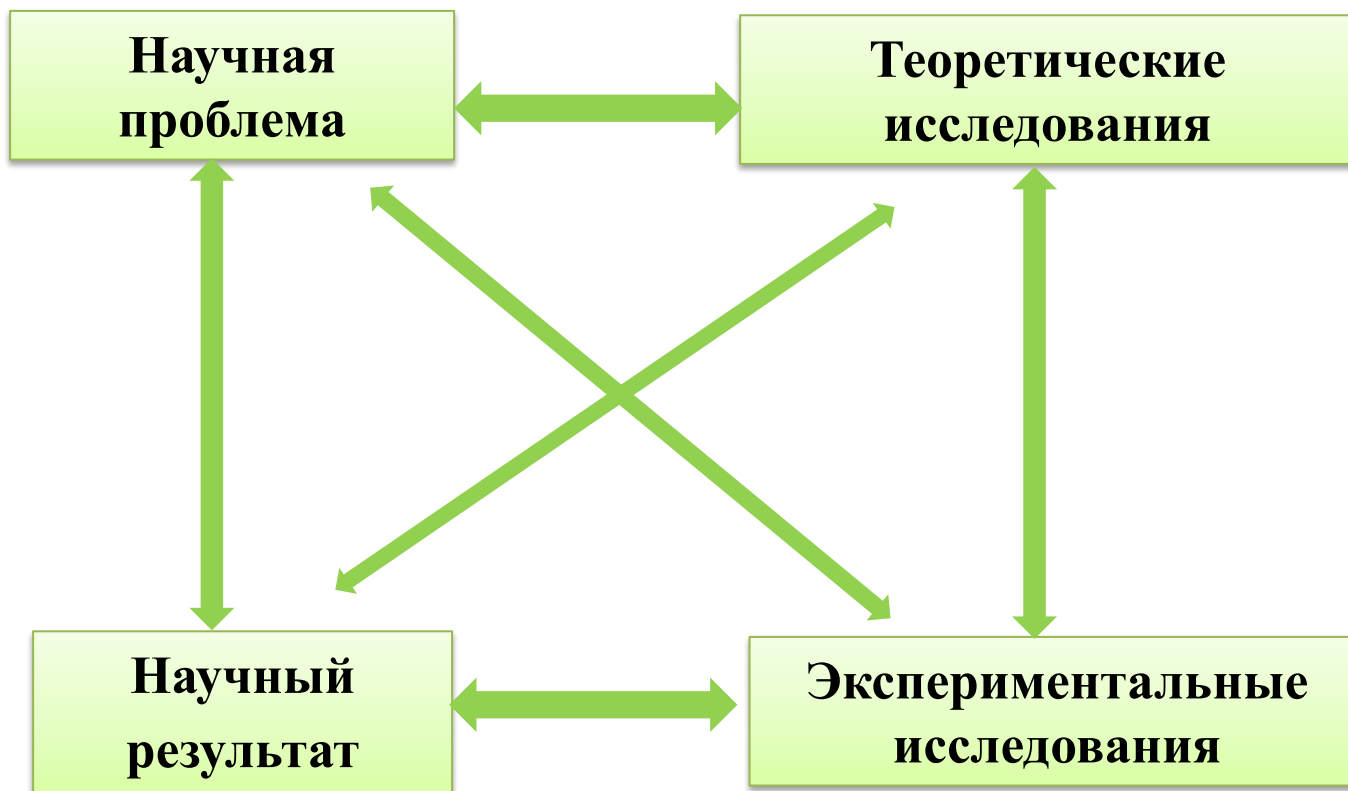 Научная
проблема
Теоретические
исследования
Научный
результат
Экспериментальные
исследования